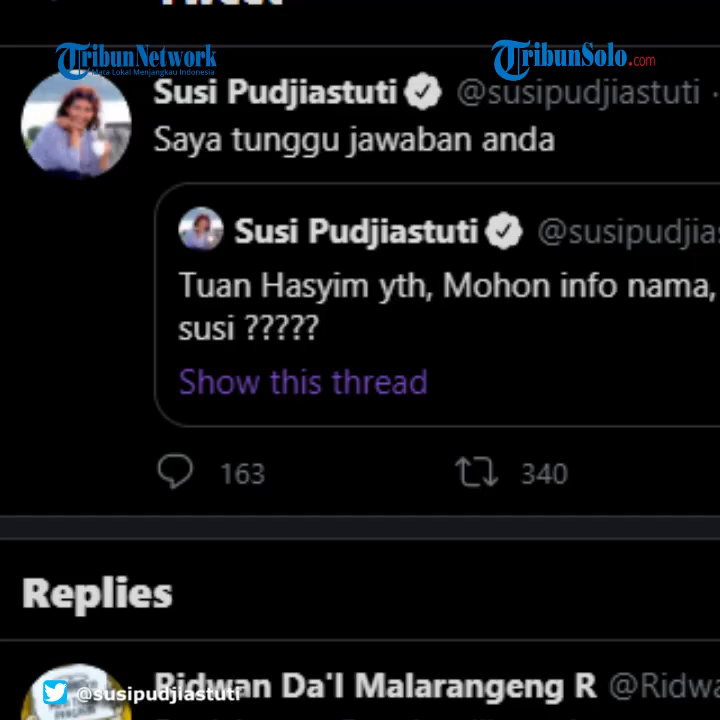 TribunNetwork
Mata Lokal Menjangkau Indonesia
TribunSolo.com
Susi Pudjiastuti @susipudjiastuti ·
Saya tunggu jawaban anda
Susi Pudjiastuti @susipudjia
Tuan Hasyim yth, Mohon info nama,
susi ?????
Show this thread
163 340
Replies
Ridwan Da'I Malarangeng R @Ridwa
@susipudjiastuti